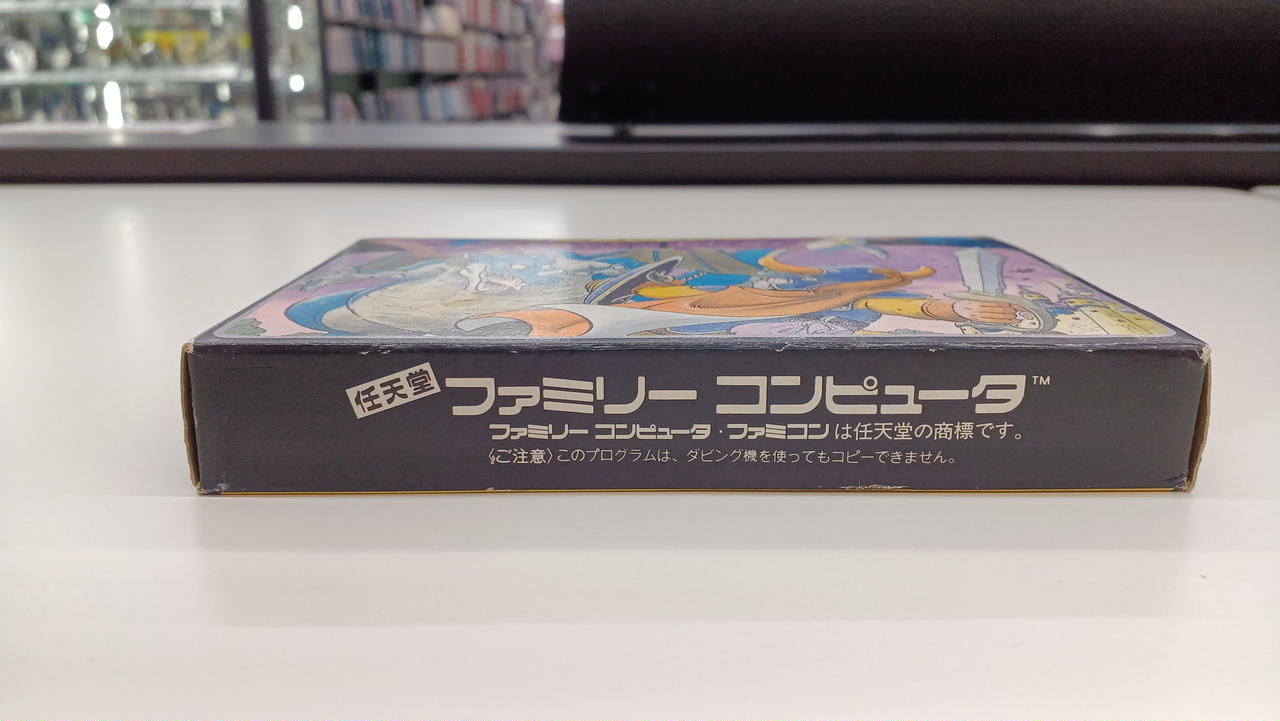 任天堂 ファミリー コンピュータ™
ファミリー コンピュータ・ファミコンは任天堂の商標です。
〈ご注意〉このプログラムは、ダビング機を使ってもコピーできません。